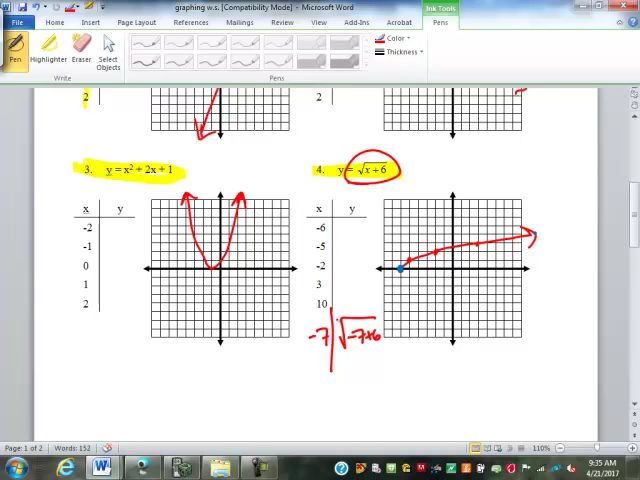 graphing w.s. [Compatibility Mode] - Microsoft Word
Ink Tools
File Home Insert Page Layout References Mailings Review View Add-Ins Acrobat Pens
Pen Highlighter Eraser Select Objects
Color
Thickness
Write Pens
2 2
3. y = x² + 2x + 1
4. y = √x + 6
x y
-2
-1
0
1
2
x y
-6
-5
-2
3
10
-7 √-7+6
Page: 1 of 2 Words: 152 110%
9:35 AM
4/21/2017